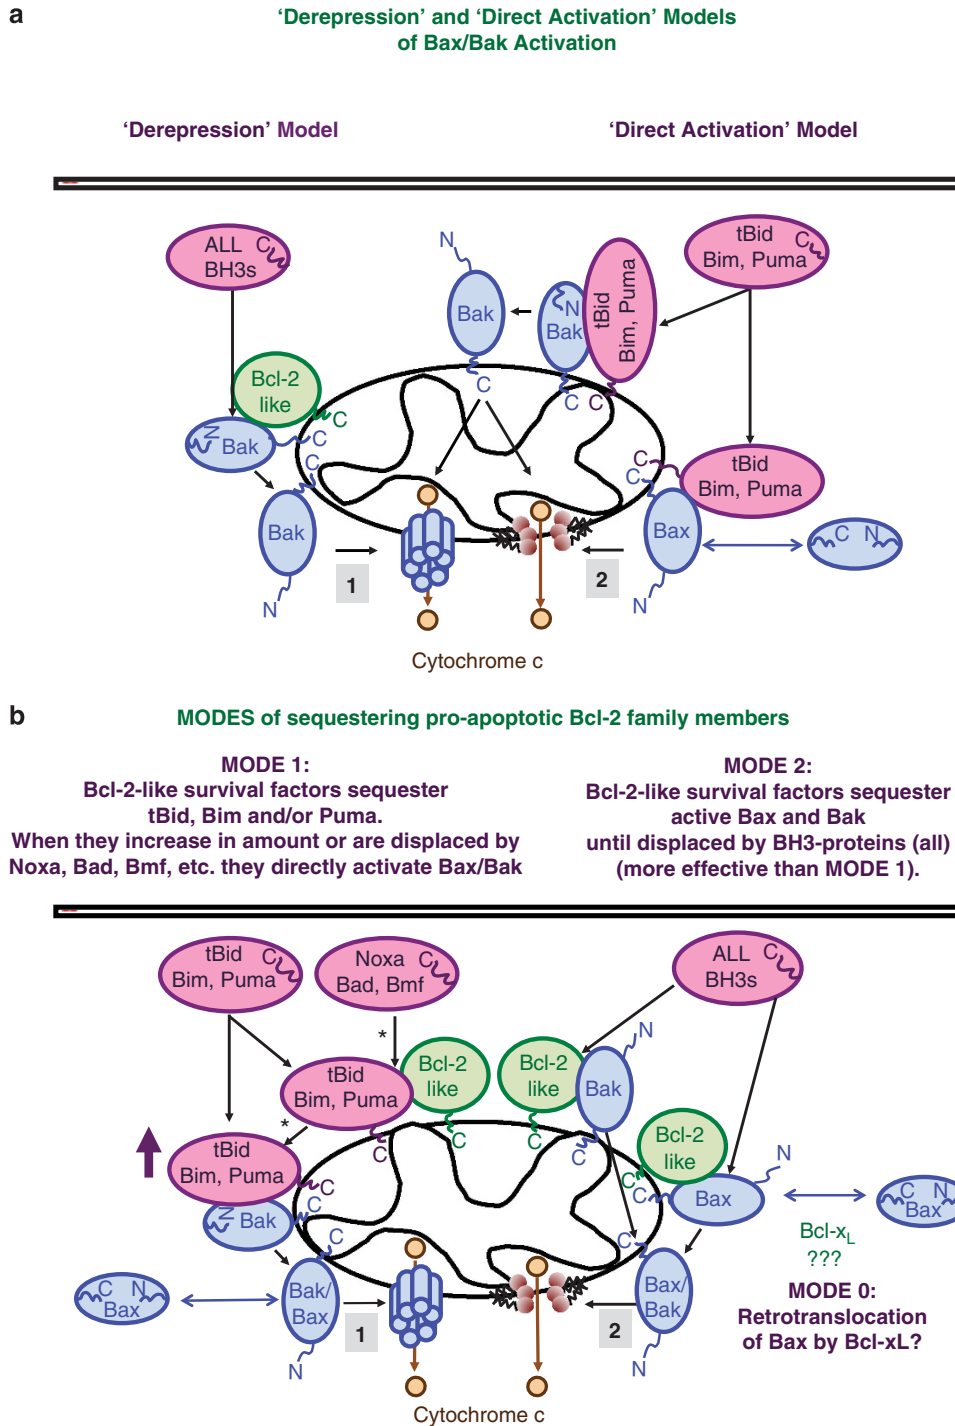 a
‘Derepression’ and ‘Direct Activation’ Models
of Bax/Bak Activation
‘Derepression’ Model
‘Direct Activation’ Model
ALL C
BH3s
N
Bak
C
N
Bak
C
tBid
Bim, Puma
C
tBid C
Bim, Puma
Bcl-2
like
C
N Bak
C
C
Bak
N
1
C
C
tBid
Bim, Puma
Bax
N
C N
2
Cytochrome c
b
MODES of sequestering pro-apoptotic Bcl-2 family members
MODE 1:
Bcl-2-like survival factors sequester
tBid, Bim and/or Puma.
When they increase in amount or are displaced by
Noxa, Bad, Bmf, etc. they directly activate Bax/Bak
MODE 2:
Bcl-2-like survival factors sequester
active Bax and Bak
until displaced by BH3-proteins (all)
(more effective than MODE 1).
tBid C
Bim, Puma
Noxa C
Bad, Bmf
ALL C
BH3s
*
tBid
Bim, Puma
C
Bcl-2
like
C
Bcl-2
like
C
N
Bak
C
*
tBid
Bim, Puma
C
N Bak
C
Bcl-2
like
C
C
Bax
N
C N
Bax
C N
Bax
C
Bak/
Bax
N
1
C
Bax/
Bak
N
2
Bcl-xL
???
MODE 0:
Retrotranslocation
of Bax by Bcl-xL?
Cytochrome c